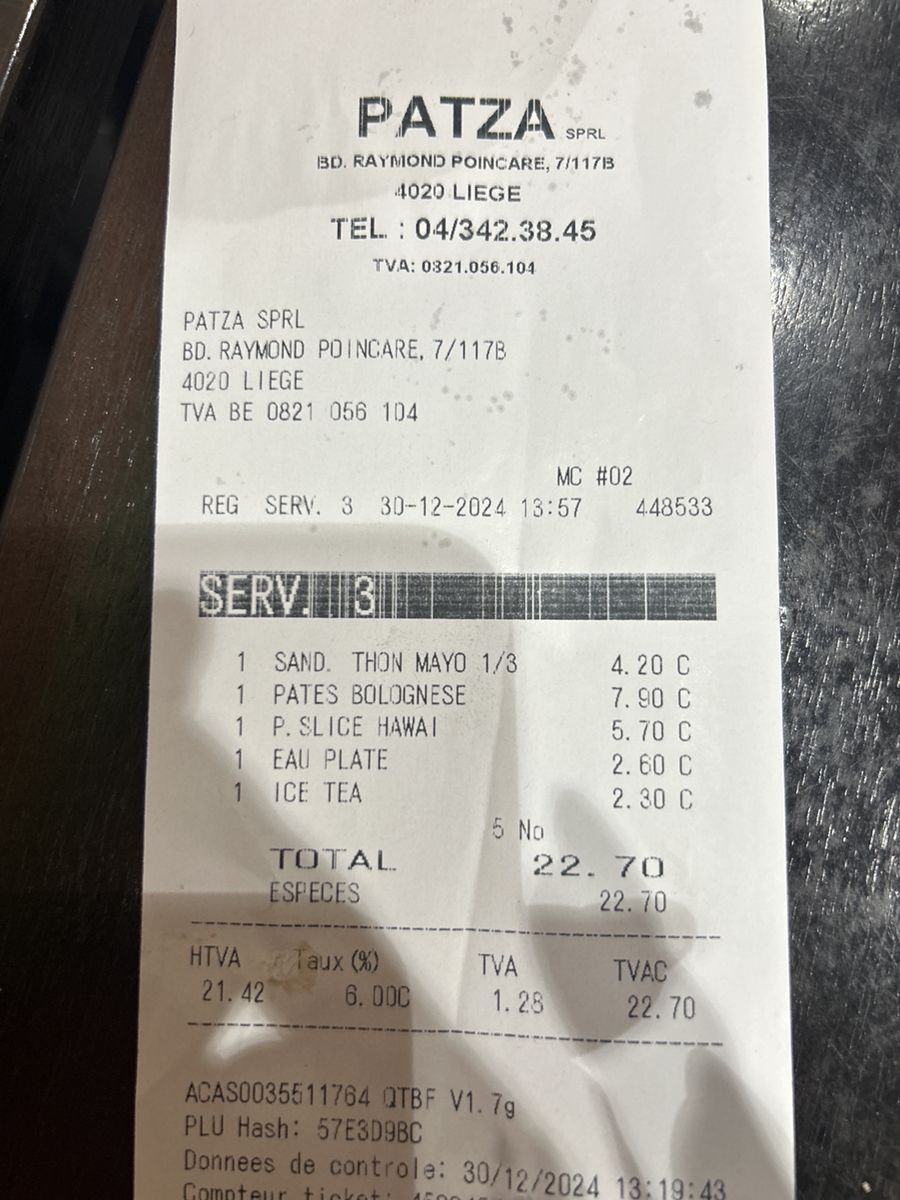 PATZA SPRL
BD. RAYMOND POINCARE, 7/117B
4020 LIEGE
TEL. : 04/342.38.45
TVA: 0821.056.104
PATZA SPRL
BD. RAYMOND POINCARE, 7/117B
4020 LIEGE
TVA BE 0821 056 104
MC #02
REG SERV. 3 30-12-2024 13:57 448533
SERV. 3
1 SAND. THON MAYO 1/3 4.20 C
1 PATES BOLOGNESE 7.90 C
1 P.SLICE HAWAI 5.70 C
1 EAU PLATE 2.60 C
1 ICE TEA 2.30 C
5 No
TOTAL 22.70
ESPECES 22.70
HTVA Taux (%) TVA TVAC
21.42 6.00C 1.28 22.70
ACAS0035511764 QTBF V1.7g
PLU Hash: 57E3D9BC
Donnees de controle: 30/12/2024 13:19:43
Compteur ticket: